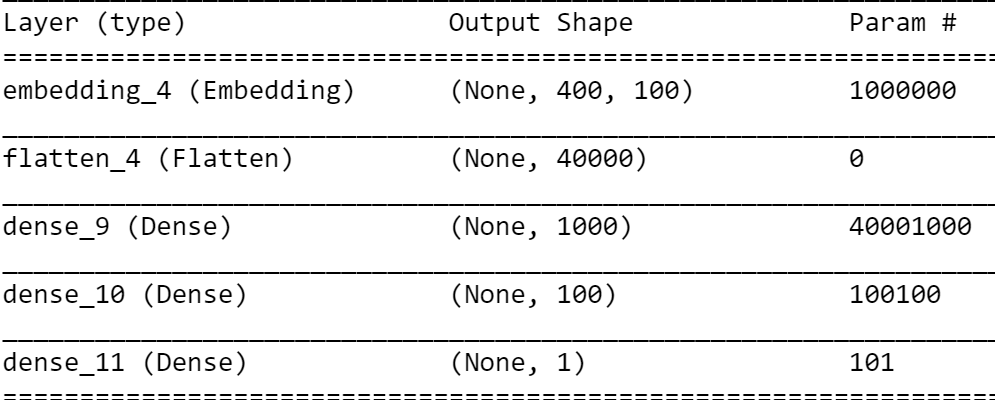 Layer (type) Output Shape Param #
=================================================================
embedding_4 (Embedding) (None, 400, 100) 1000000
_________________________________________________________________
flatten_4 (Flatten) (None, 40000) 0
_________________________________________________________________
dense_9 (Dense) (None, 1000) 40001000
_________________________________________________________________
dense_10 (Dense) (None, 100) 100100
_________________________________________________________________
dense_11 (Dense) (None, 1) 101
=================================================================